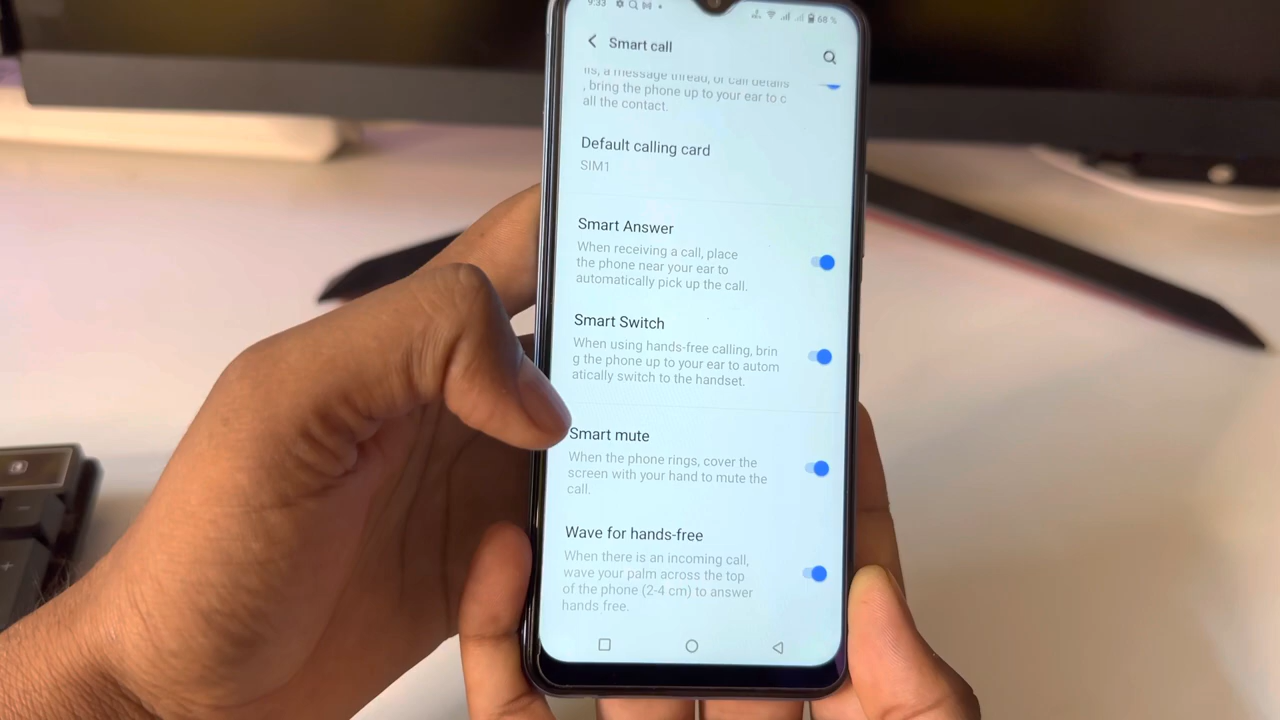 9:33
68 %
Smart call
ils, a message thread, or call details
, bring the phone up to your ear to c
all the contact.
Default calling card
SIM1
Smart Answer
When receiving a call, place
the phone near your ear to
automatically pick up the call.
Smart Switch
When using hands-free calling, brin
g the phone up to your ear to autom
atically switch to the handset.
Smart mute
When the phone rings, cover the
screen with your hand to mute the
call.
Wave for hands-free
When there is an incoming call,
wave your palm across the top
of the phone (2-4 cm) to answer
hands free.